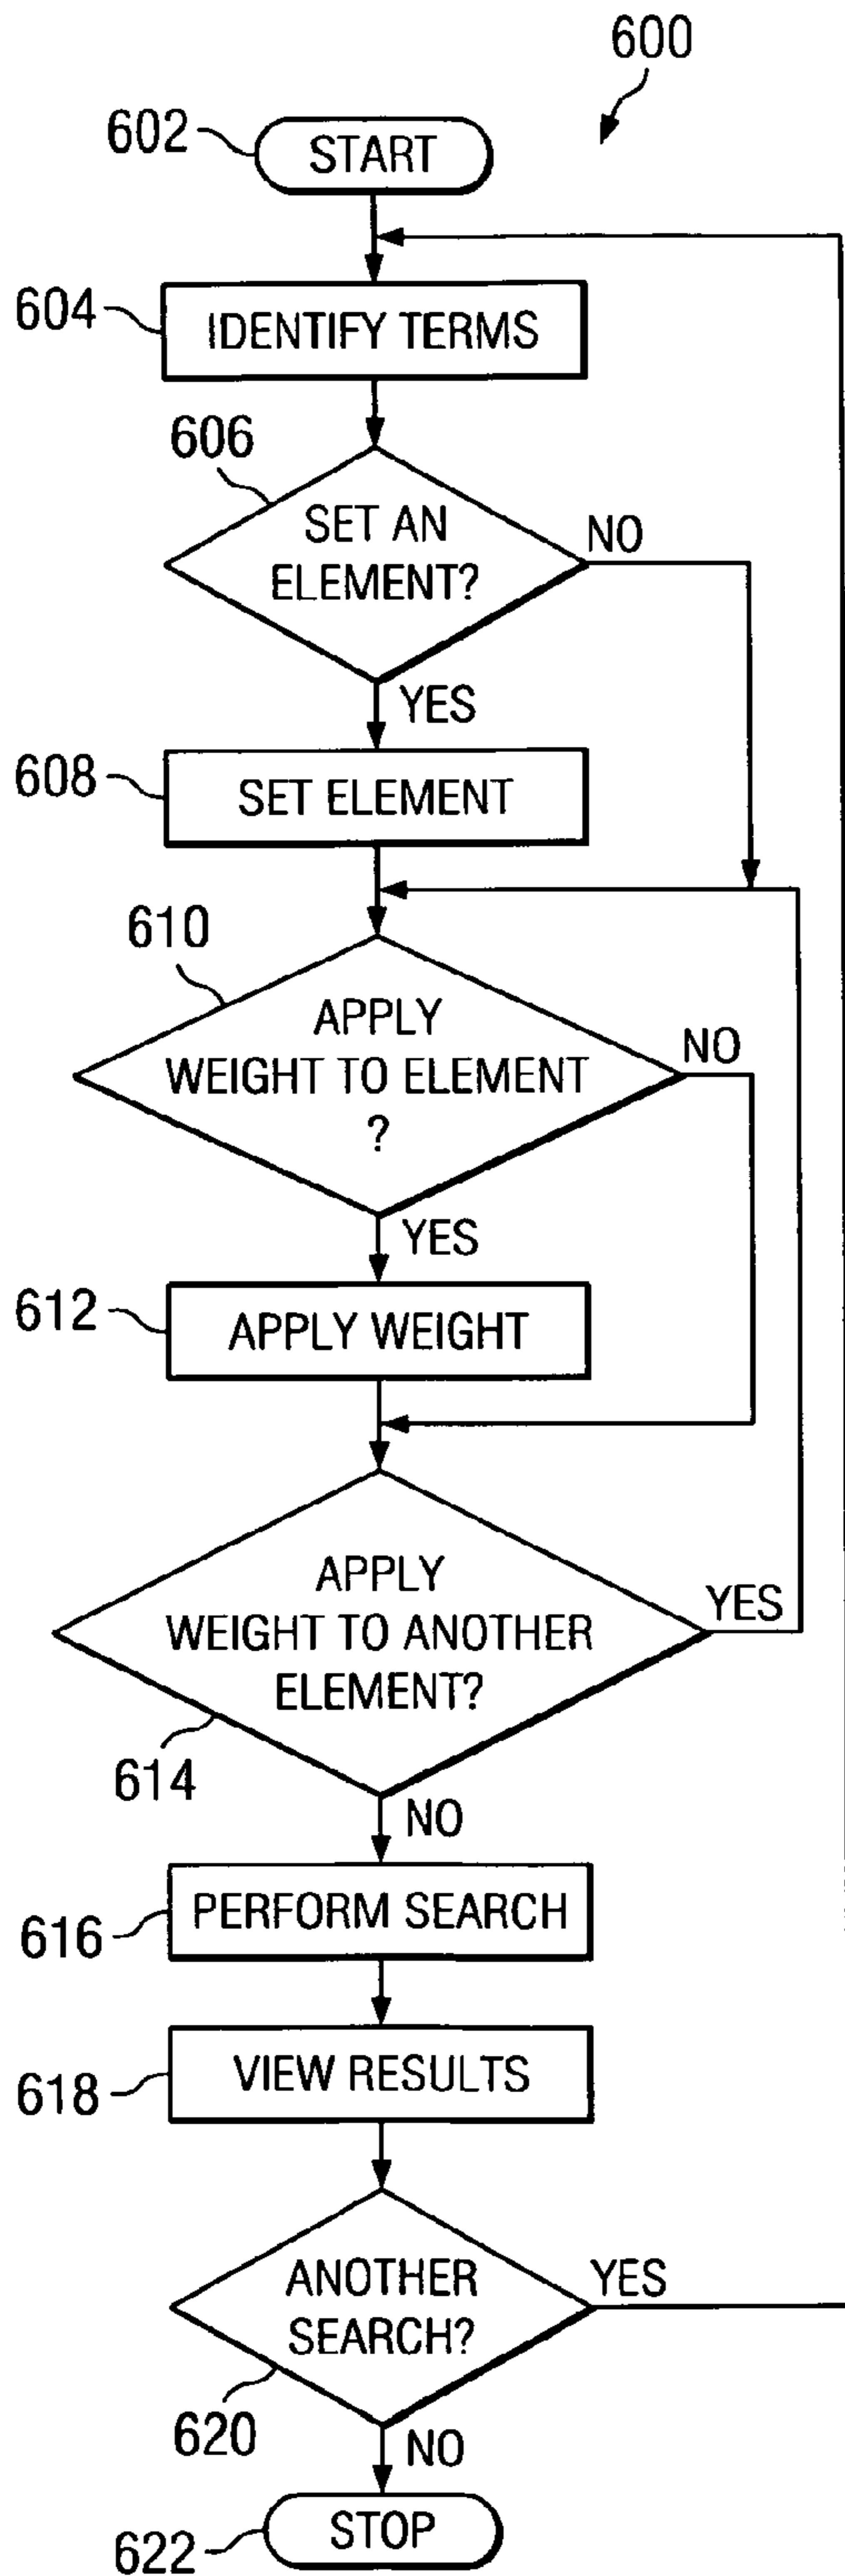 600
602
START
604
IDENTIFY TERMS
606
SET AN
ELEMENT?
NO
YES
608
SET ELEMENT
610
APPLY
WEIGHT TO ELEMENT
?
NO
YES
612
APPLY WEIGHT
APPLY
WEIGHT TO ANOTHER
ELEMENT?
YES
614
NO
616
PERFORM SEARCH
618
VIEW RESULTS
ANOTHER
SEARCH?
YES
620
NO
622
STOP